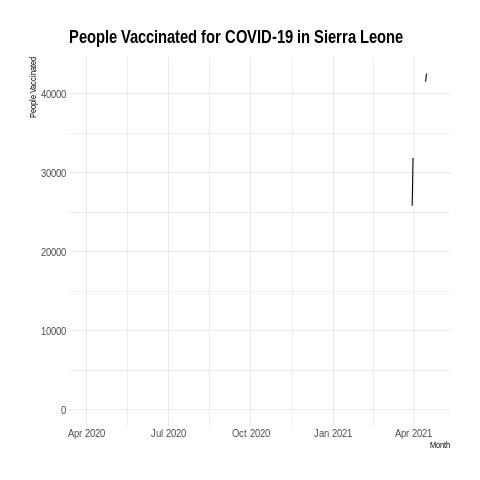 People Vaccinated for COVID-19 in Sierra Leone
People Vaccinated
40000
30000
20000
10000
0
Apr 2020 Jul 2020 Oct 2020 Jan 2021 Apr 2021
Month